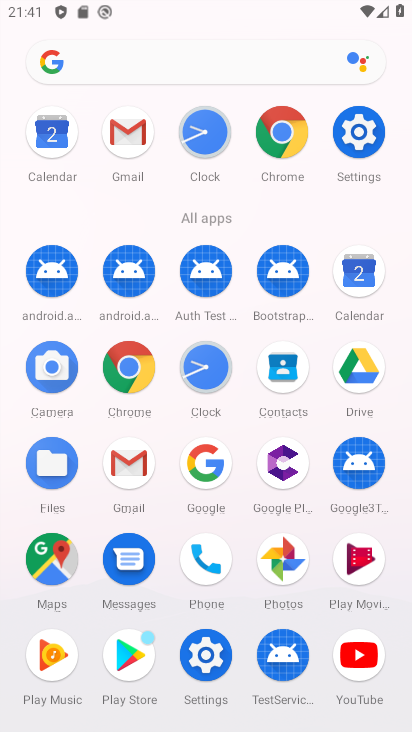 21:41
Calendar Gmail Clock Chrome Settings
All apps
android.a... android.a... Auth Test ... Bootstrap... Calendar
Camera Chrome Clock Contacts Drive
Files Gmail Google Google Pl... Google3T...
Maps Messages Phone Photos Play Movi...
Play Music Play Store Settings TestServic... YouTube